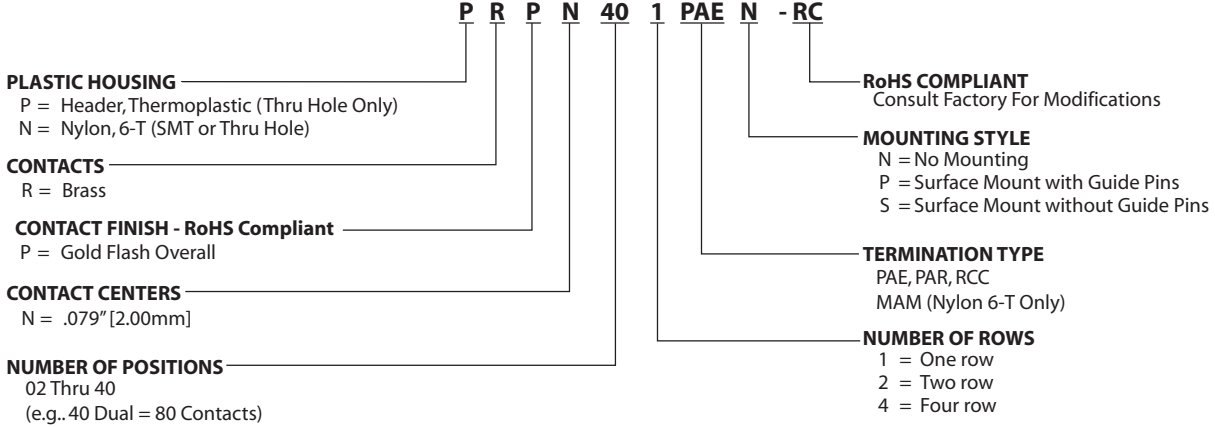 P R P N 40 1 PAE N - RC
PLASTIC HOUSING
P = Header, Thermoplastic (Thru Hole Only)
N = Nylon, 6-T (SMT or Thru Hole)
CONTACTS
R = Brass
CONTACT FINISH - RoHS Compliant
P = Gold Flash Overall
CONTACT CENTERS
N = .079" [2.00mm]
NUMBER OF POSITIONS
02 Thru 40
(e.g.. 40 Dual = 80 Contacts)
RoHS COMPLIANT
Consult Factory For Modifications
MOUNTING STYLE
N = No Mounting
P = Surface Mount with Guide Pins
S = Surface Mount without Guide Pins
TERMINATION TYPE
PAE, PAR, RCC
MAM (Nylon 6-T Only)
NUMBER OF ROWS
1 = One row
2 = Two row
4 = Four row